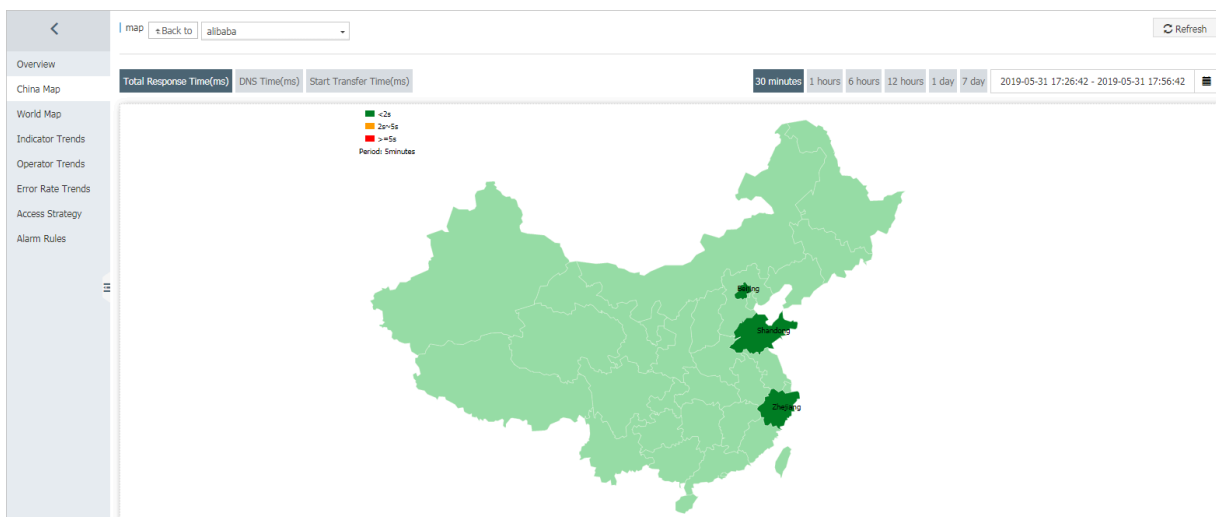 map
Back to
alibaba
Refresh
Overview
China Map
World Map
Indicator Trends
Operator Trends
Error Rate Trends
Access Strategy
Alarm Rules
Total Response Time(ms) DNS Time(ms) Start Transfer Time(ms)
30 minutes 1 hours 6 hours 12 hours 1 day 7 day 2019-05-31 17:26:42 - 2019-05-31 17:56:42
<2s
2s~5s
>=5s
Period: 5minutes
Beijing
Shandong
Zhejiang